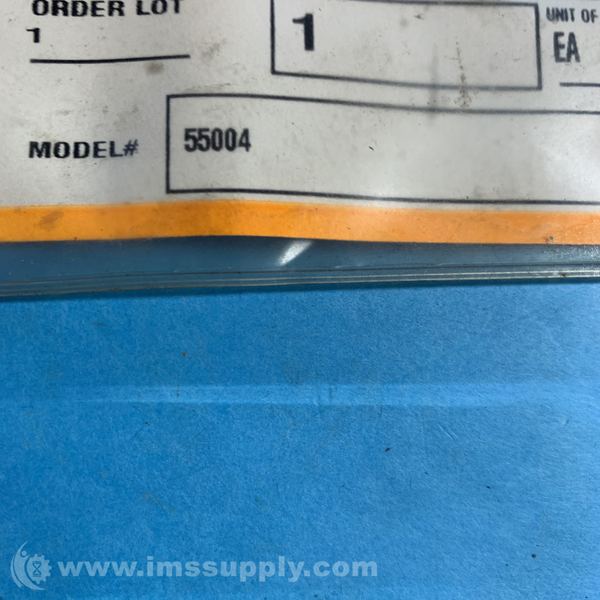 ORDER LOT
1
1
UNIT OF
EA
MODEL# 55004
www.imssupply.com